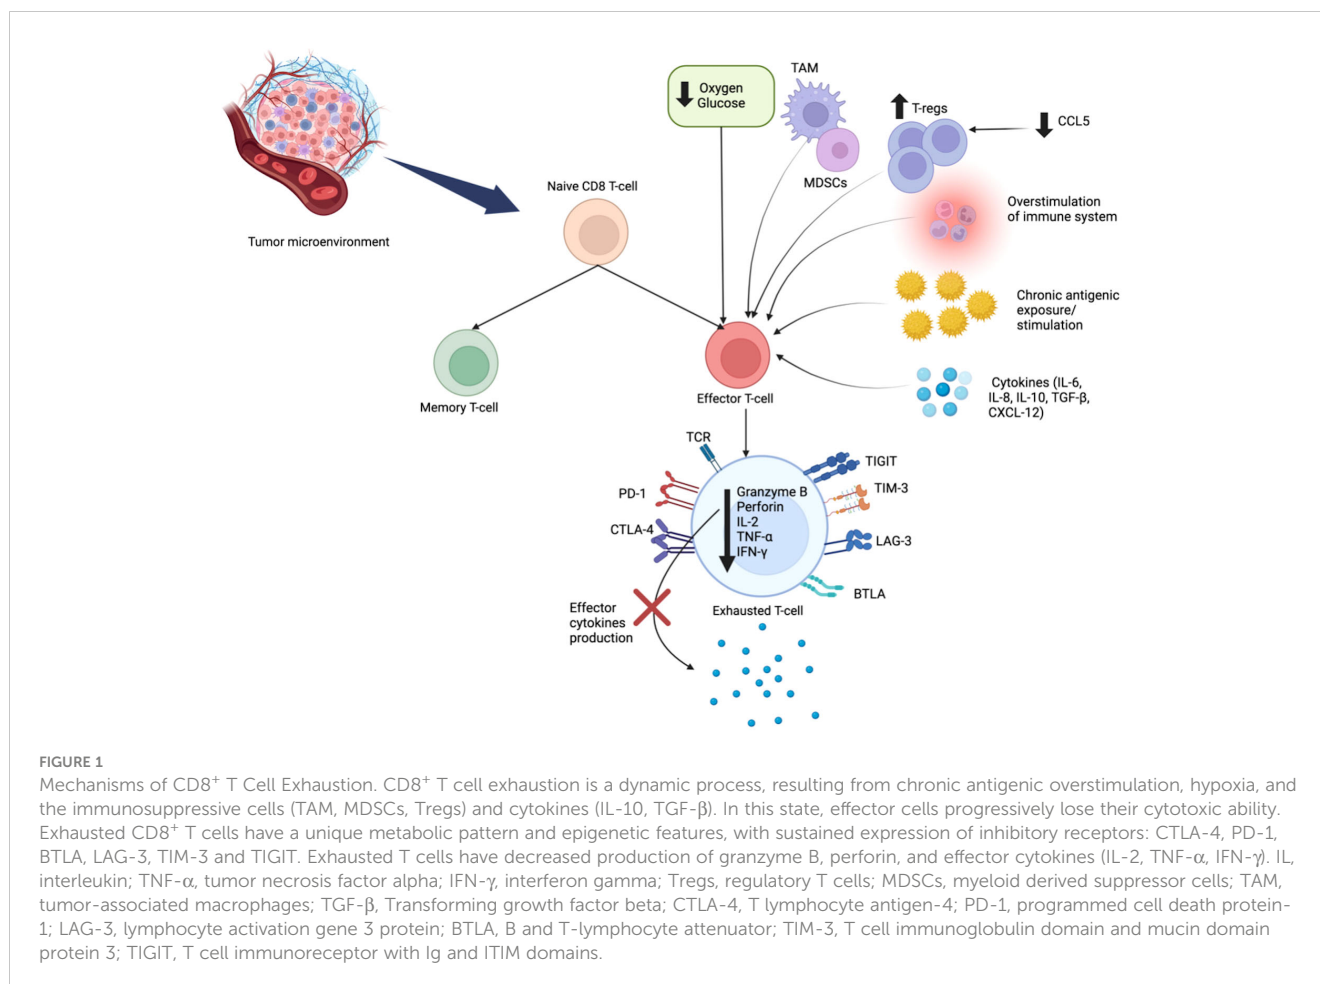 Oxygen
Glucose
TAM
MDSCs
T-regs
CCL5
Overstimulation
of immune system
Naive CD8 T-cell
Tumor microenvironment
Chronic antigenic
exposure/
stimulation
Memory T-cell
Effector T-cell
Cytokines (IL-6,
IL-8, IL-10, TGF-β,
CXCL-12)
TCR
PD-1
CTLA-4
TIGIT
TIM-3
LAG-3
BTLA
Granzyme B
Perforin
IL-2
TNF-α
IFN-γ
Exhausted T-cell
Effector
cytokines
production
FIGURE 1
Mechanisms of CD8⁺ T Cell Exhaustion. CD8⁺ T cell exhaustion is a dynamic process, resulting from chronic antigenic overstimulation, hypoxia, and
the immunosuppressive cells (TAM, MDSCs, Tregs) and cytokines (IL-10, TGF-β). In this state, effector cells progressively lose their cytotoxic ability.
Exhausted CD8⁺ T cells have a unique metabolic pattern and epigenetic features, with sustained expression of inhibitory receptors: CTLA-4, PD-1,
BTLA, LAG-3, TIM-3 and TIGIT. Exhausted T cells have decreased production of granzyme B, perforin, and effector cytokines (IL-2, TNF-α, IFN-γ). IL,
interleukin; TNF-α, tumor necrosis factor alpha; IFN-γ, interferon gamma; Tregs, regulatory T cells; MDSCs, myeloid derived suppressor cells; TAM,
tumor-associated macrophages; TGF-β, Transforming growth factor beta; CTLA-4, T lymphocyte antigen-4; PD-1, programmed cell death protein-
1; LAG-3, lymphocyte activation gene 3 protein; BTLA, B and T-lymphocyte attenuator; TIM-3, T cell immunoglobulin domain and mucin domain
protein 3; TIGIT, T cell immunoreceptor with Ig and ITIM domains.